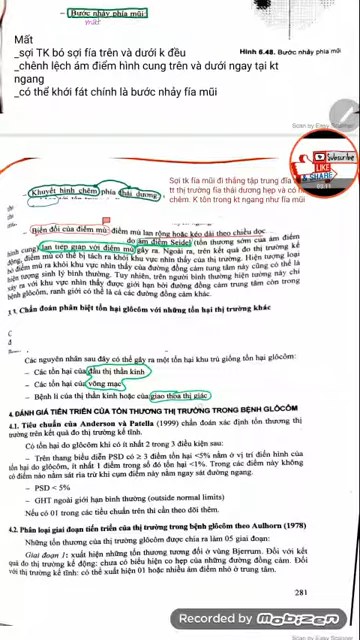 – Bước nhảy phía mũi
mất
Mất
_sợi TK bó sợi fía trên và dưới k đều
_chênh lệch ám điểm hình cung trên và dưới ngay tại kt
ngang
_có thể khởi fát chính là bước nhảy fía mũi
Hình 6.48. Bước nhảy phía mũi
Scan by Easy Scanner
– Khuyết hình chêm phía thái dương
Sợi tk fía mũi đi thẳng tập trung đĩa
tt thị trường fía thái dương hẹp và có
chêm. K tôn trong kt ngang như fía mũi
Subscribe
LIKE
SHARE
03:11
– Biến đổi của điểm mù: điểm mù lan rộng hoặc kéo dài theo chiều dọc
do ám điểm Seidel (tổn thương sớm của ám điểm
hình cung) lan tiếp giáp với điểm mù gây ra. Ngoài ra, trên kết quả đo thị trường kế
động, điểm mù có thể bị tách ra khỏi khu vực nhìn thấy của thị trường. Hiện tượng loại
bỏ điểm mù ra khỏi khu vực nhìn thấy của đường đồng cảm tung tâm này cũng có thể là
hiện tượng sinh lý bình thường. Tuy nhiên, trên người bình thường hiện tượng này chỉ
xảy ra với khu vực nhìn thấy được giới hạn bởi đường đồng cảm trung tâm còn trong
bệnh glôcôm, ranh giới có thể là cả các đường đồng cảm khác.
3.3. Chẩn đoán phân biệt tổn hại glôcôm với những tổn hại thị trường khác
Các nguyên nhân sau đây có thể gây ra một tổn hại khu trú giống tổn hại glôcôm:
– Các tổn hại của đầu thị thần kinh
– Các tổn hại của võng mạc
– Bệnh lí của thị thần kinh hoặc của giao thoa thị giác
4. ĐÁNH GIÁ TIẾN TRIỂN CỦA TỔN THƯƠNG THỊ TRƯỜNG TRONG BỆNH GLÔCÔM
4.1. Tiêu chuẩn của Anderson và Patella (1999) chẩn đoán xác định tổn thương thị
trường trên kết quả đo thị trường kế tĩnh.
Có tổn hại do glôcôm khi có ít nhất 2 trong 3 điều kiện sau:
– Trên thang biểu diễn PSD có ≥ 3 điểm tổn hại <5% nằm ở vị trí điển hình của
tổn hại do glôcôm, ít nhất 1 điểm trong số đó tổn hại <1%. Trong các điểm này không
có điểm nào nằm sát rìa trừ khi cụm điểm này nằm ngay sát đường ngang.
– PSD < 5%
– GHT ngoài giới hạn bình thường (outside normal limits)
Nếu có 01 trong các tiêu chuẩn trên thì cần theo dõi thêm.
4.2. Phân loại giai đoạn tiến triển của thị trường trong bệnh glôcôm theo Aulhorn (1978)
Những tổn thương của thị trường glôcôm được chia ra làm 05 giai đoạn:
Giai đoạn 1: xuất hiện những tổn thương tương đối ở vùng Bjerrum. Đối với kết
quả đo thị trường kế động: chưa có biểu hiện co hẹp của những đường đồng cảm. Đối
với thị trường kế tĩnh: có thể xuất hiện 01 hoặc nhiều ám điểm nhỏ ở trung tâm.
281
Recorded by
MOBIZEN
Scan by Easy Scanner